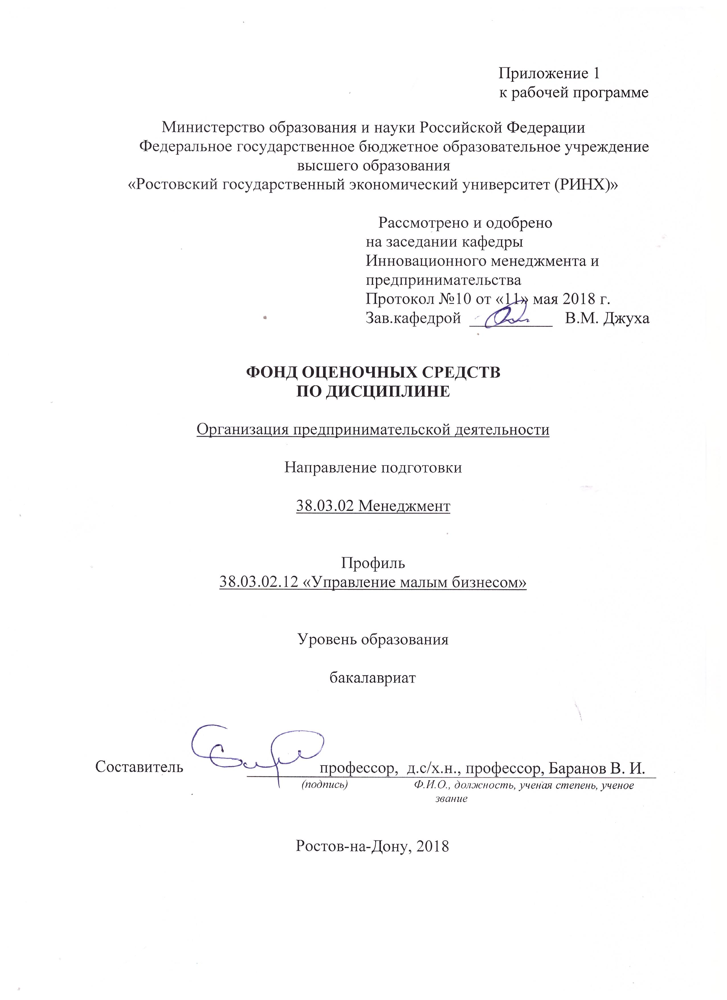 Приложение 1
к рабочей программе
Министерство образования и науки Российской Федерации
Федеральное государственное бюджетное образовательное учреждение
высшего образования
«Ростовский государственный экономический университет (РИНХ)»
Рассмотрено и одобрено
на заседании кафедры
Инновационного менеджмента и
предпринимательства
Протокол №10 от «11» мая 2018 г.
Зав.кафедрой __________ В.М. Джуха
ФОНД ОЦЕНОЧНЫХ СРЕДСТВ
ПО ДИСЦИПЛИНЕ
Организация предпринимательской деятельности
Направление подготовки
38.03.02 Менеджмент
Профиль
38.03.02.12 «Управление малым бизнесом»
Уровень образования
бакалавриат
Составитель профессор, д.с/х.н., профессор, Баранов В. И.
(подпись) Ф.И.О., должность, ученая степень, ученое
звание
Ростов-на-Дону, 2018